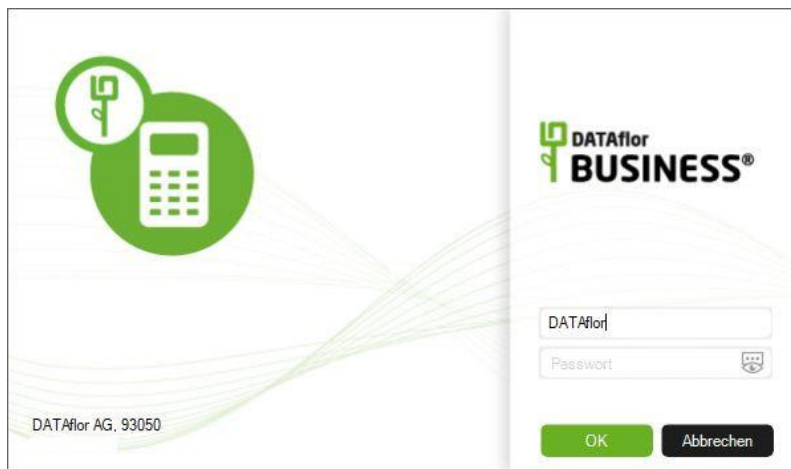 DATAflor
BUSINESS®
DATAflor
Passwort
DATAflor AG, 93050
OK
Abbrechen